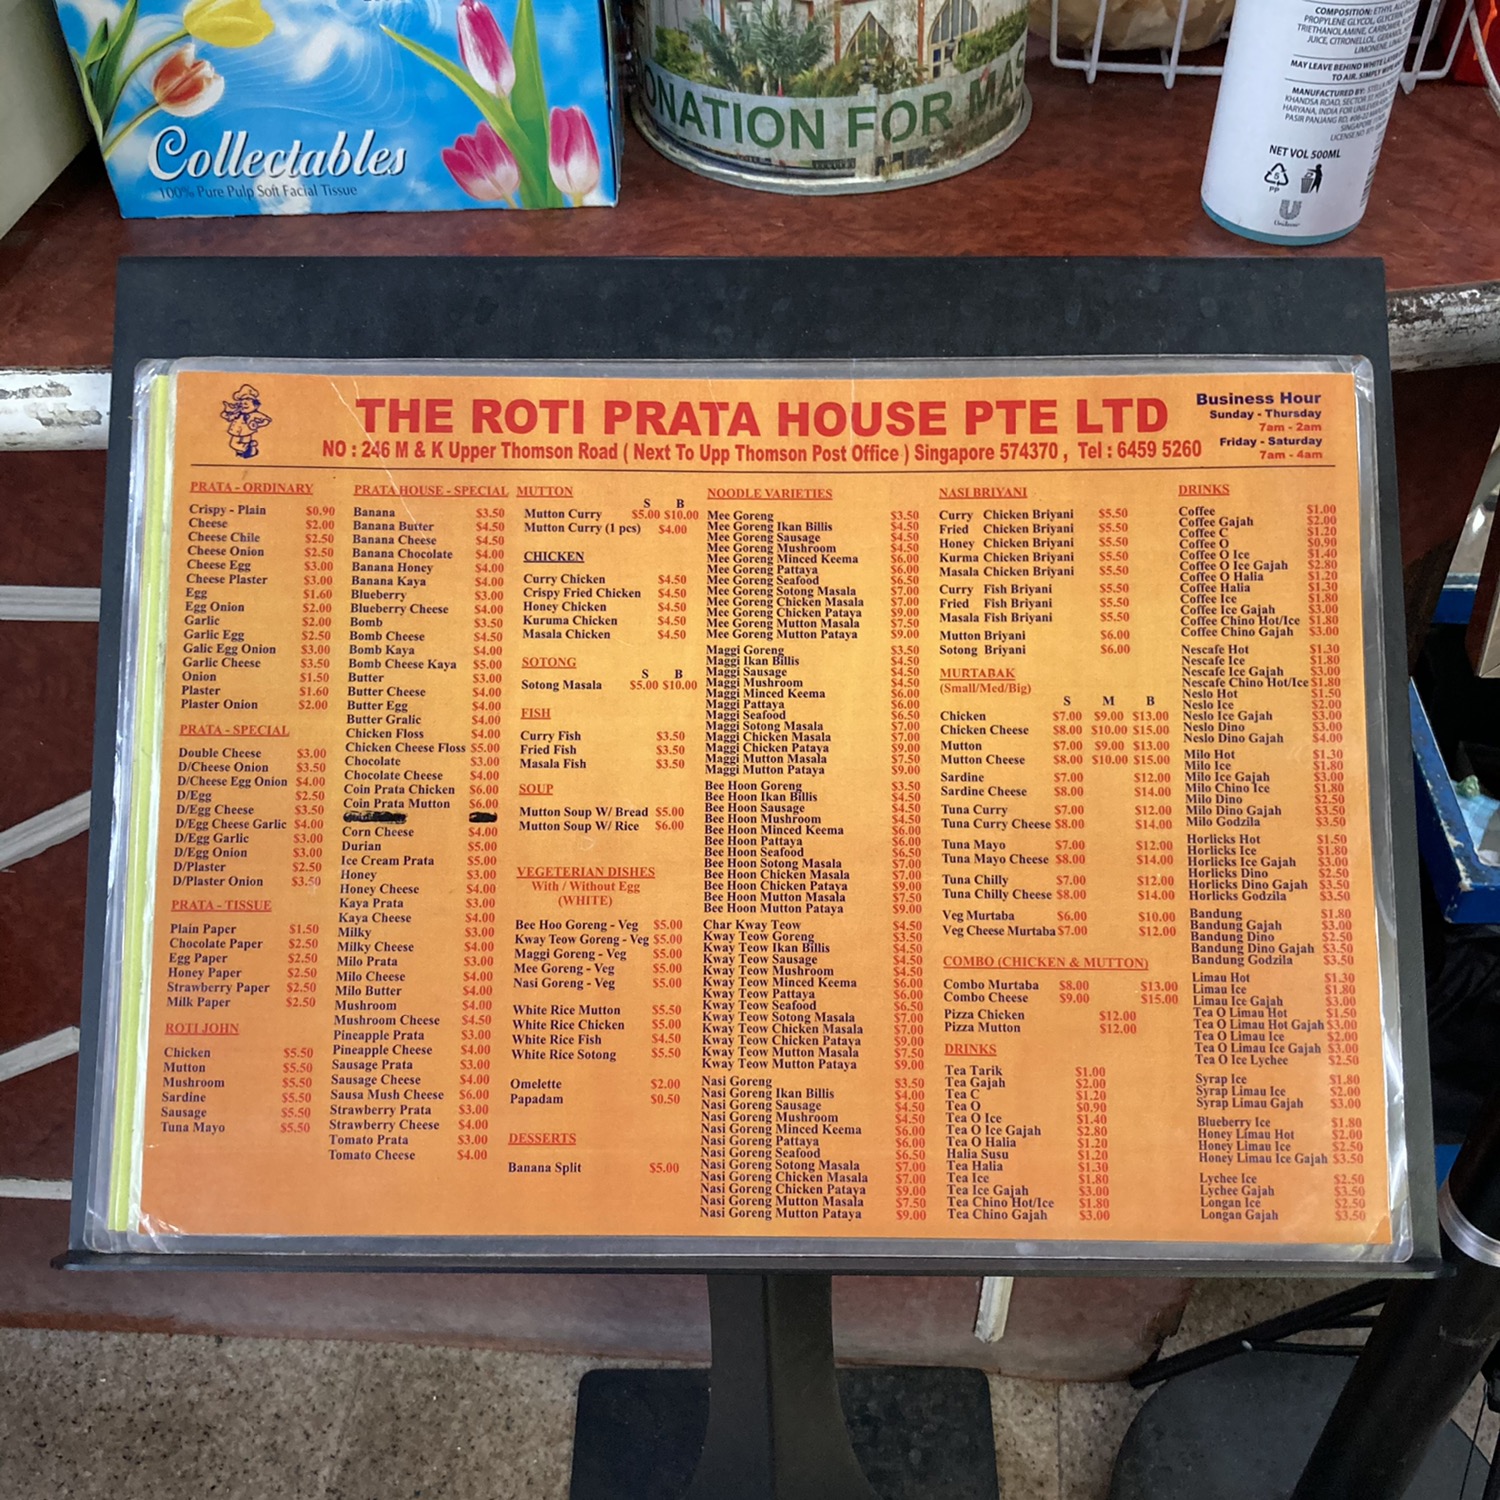 Collectables
100% Pure Pulp Soft Facial Tissue
ONATION FOR MAS
COMPOSITION: ETHYL ALCO
PROPYLENE GLYCOL, GLYCERIN
TRIETHANOLAMINE, CARBOMER
JUICE, CITRONELLOL, GERANIOL
LIMONENE, LINA
MAY LEAVE BEHIND WHITE
TO AIR. SIMPLY WIPE
MANUFACTURED BY:
KHANDSA ROAD, SECTOR
HARYANA, INDIA FOR UNILEVER
PASIR PANJANG RD, #06-22
SINGAPORE
LICENSE NO:
NET VOL 500ML
5
PP
Unilever
THE ROTI PRATA HOUSE PTE LTD
NO : 246 M & K Upper Thomson Road ( Next To Upp Thomson Post Office ) Singapore 574370 , Tel : 6459 5260
Business Hour
Sunday - Thursday
7am - 2am
Friday - Saturday
7am - 4am
PRATA - ORDINARY
Crispy - Plain $0.90
Cheese $2.00
Cheese Chile $2.50
Cheese Onion $2.50
Cheese Egg $3.00
Cheese Plaster $3.00
Egg $1.60
Egg Onion $2.00
Garlic $2.00
Garlic Egg $2.50
Galic Egg Onion $3.00
Garlic Cheese $3.50
Onion $1.50
Plaster $1.60
Plaster Onion $2.00
PRATA - SPECIAL
Double Cheese $3.00
D/Cheese Onion $3.50
D/Cheese Egg Onion $4.00
D/Egg $2.50
D/Egg Cheese $3.50
D/Egg Cheese Garlic $4.00
D/Egg Garlic $3.00
D/Egg Onion $3.00
D/Plaster $2.50
D/Plaster Onion $3.50
PRATA - TISSUE
Plain Paper $1.50
Chocolate Paper $2.50
Egg Paper $2.50
Honey Paper $2.50
Strawberry Paper $2.50
Milk Paper $2.50
ROTI JOHN
Chicken $5.50
Mutton $5.50
Mushroom $5.50
Sardine $5.50
Sausage $5.50
Tuna Mayo $5.50
PRATA HOUSE - SPECIAL
Banana $3.50
Banana Butter $4.50
Banana Cheese $4.50
Banana Chocolate $4.00
Banana Honey $4.00
Banana Kaya $4.00
Blueberry $3.00
Blueberry Cheese $4.00
Bomb $3.50
Bomb Cheese $4.50
Bomb Kaya $4.00
Bomb Cheese Kaya $5.00
Butter $3.00
Butter Cheese $4.00
Butter Egg $4.00
Butter Gralic $4.00
Chicken Floss $4.00
Chicken Cheese Floss $5.00
Chocolate $3.00
Chocolate Cheese $4.00
Coin Prata Chicken $6.00
Coin Prata Mutton $6.00
Corn Cheese $4.00
Durian $5.00
Ice Cream Prata $5.00
Honey $3.00
Honey Cheese $4.00
Kaya Prata $3.00
Kaya Cheese $4.00
Milky $3.00
Milky Cheese $4.00
Milo Prata $3.00
Milo Cheese $4.00
Milo Butter $4.00
Mushroom $4.00
Mushroom Cheese $4.50
Pineapple Prata $3.00
Pineapple Cheese $4.00
Sausage Prata $3.00
Sausage Cheese $4.00
Sausa Mush Cheese $6.00
Strawberry Prata $3.00
Strawberry Cheese $4.00
Tomato Prata $3.00
Tomato Cheese $4.00
MUTTON
S B
Mutton Curry $5.00 $10.00
Mutton Curry (1 pcs) $4.00
CHICKEN
Curry Chicken $4.50
Crispy Fried Chicken $4.50
Honey Chicken $4.50
Kuruma Chicken $4.50
Masala Chicken $4.50
SOTONG
S B
Sotong Masala $5.00 $10.00
FISH
Curry Fish $3.50
Fried Fish $3.50
Masala Fish $3.50
SOUP
Mutton Soup W/ Bread $5.00
Mutton Soup W/ Rice $6.00
VEGETERIAN DISHES
With / Without Egg
(WHITE)
Bee Hoo Goreng - Veg $5.00
Kway Teow Goreng - Veg $5.00
Maggi Goreng - Veg $5.00
Mee Goreng - Veg $5.00
Nasi Goreng - Veg $5.00
White Rice Mutton $5.50
White Rice Chicken $5.00
White Rice Fish $4.50
White Rice Sotong $5.50
Omelette $2.00
Papadam $0.50
DESSERTS
Banana Split $5.00
NOODLE VARIETIES
Mee Goreng $3.50
Mee Goreng Ikan Billis $4.50
Mee Goreng Sausage $4.50
Mee Goreng Mushroom $4.50
Mee Goreng Minced Keema $6.00
Mee Goreng Pattaya $6.00
Mee Goreng Seafood $6.50
Mee Goreng Sotong Masala $7.00
Mee Goreng Chicken Masala $7.00
Mee Goreng Chicken Pataya $9.00
Mee Goreng Mutton Masala $7.50
Mee Goreng Mutton Pataya $9.00
Maggi Goreng $3.50
Maggi Ikan Billis $4.50
Maggi Sausage $4.50
Maggi Mushroom $4.50
Maggi Minced Keema $6.00
Maggi Pattaya $6.00
Maggi Seafood $6.50
Maggi Sotong Masala $7.00
Maggi Chicken Masala $7.00
Maggi Chicken Pataya $9.00
Maggi Mutton Masala $7.50
Maggi Mutton Pataya $9.00
Bee Hoon Goreng $3.50
Bee Hoon Ikan Billis $4.50
Bee Hoon Sausage $4.50
Bee Hoon Mushroom $4.50
Bee Hoon Minced Keema $6.00
Bee Hoon Pattaya $6.00
Bee Hoon Seafood $6.50
Bee Hoon Sotong Masala $7.00
Bee Hoon Chicken Masala $7.00
Bee Hoon Chicken Pataya $9.00
Bee Hoon Mutton Masala $7.50
Bee Hoon Mutton Pataya $9.00
Char Kway Teow $4.50
Kway Teow Goreng $3.50
Kway Teow Ikan Billis $4.50
Kway Teow Sausage $4.50
Kway Teow Mushroom $4.50
Kway Teow Minced Keema $6.00
Kway Teow Pattaya $6.00
Kway Teow Seafood $6.50
Kway Teow Sotong Masala $7.00
Kway Teow Chicken Masala $7.00
Kway Teow Chicken Pataya $9.00
Kway Teow Mutton Masala $7.50
Kway Teow Mutton Pataya $9.00
Nasi Goreng $3.50
Nasi Goreng Ikan Billis $4.50
Nasi Goreng Sausage $4.50
Nasi Goreng Mushroom $4.50
Nasi Goreng Minced Keema $6.00
Nasi Goreng Pattaya $6.00
Nasi Goreng Seafood $6.50
Nasi Goreng Sotong Masala $7.00
Nasi Goreng Chicken Masala $7.00
Nasi Goreng Chicken Pataya $9.00
Nasi Goreng Mutton Masala $7.50
Nasi Goreng Mutton Pataya $9.00
NASI BRIYANI
Curry Chicken Briyani $5.50
Fried Chicken Briyani $5.50
Honey Chicken Briyani $5.50
Kurma Chicken Briyani $5.50
Masala Chicken Briyani $5.50
Curry Fish Briyani $5.50
Fried Fish Briyani $5.50
Masala Fish Briyani $5.50
Mutton Briyani $6.00
Sotong Briyani $6.00
MURTABAK
(Small/Med/Big)
S M B
Chicken $7.00 $9.00 $13.00
Chicken Cheese $8.00 $10.00 $15.00
Mutton $7.00 $9.00 $13.00
Mutton Cheese $8.00 $10.00 $15.00
Sardine $7.00 $12.00
Sardine Cheese $8.00 $14.00
Tuna Curry $7.00 $12.00
Tuna Curry Cheese $8.00 $14.00
Tuna Mayo $7.00 $12.00
Tuna Mayo Cheese $8.00 $14.00
Tuna Chilly $7.00 $12.00
Tuna Chilly Cheese $8.00 $14.00
Veg Murtaba $6.00 $10.00
Veg Cheese Murtaba $7.00 $12.00
COMBO (CHICKEN & MUTTON)
Combo Murtaba $8.00 $13.00
Combo Cheese $9.00 $15.00
Pizza Chicken $12.00
Pizza Mutton $12.00
DRINKS
Tea Tarik $1.00
Tea Gajah $2.00
Tea C $1.20
Tea O $0.90
Tea O Ice $1.40
Tea O Ice Gajah $2.80
Tea O Halia $1.20
Halia Susu $1.20
Tea Halia $1.30
Tea Ice $1.80
Tea Ice Gajah $3.00
Tea Chino Hot/Ice $1.80
Tea Chino Gajah $3.00
DRINKS
Coffee $1.00
Coffee Gajah $2.00
Coffee C $1.20
Coffee O $0.90
Coffee O Ice $1.40
Coffee O Ice Gajah $2.80
Coffee O Halia $1.20
Coffee Halia $1.30
Coffee Ice $1.80
Coffee Ice Gajah $3.00
Coffee Chino Hot/Ice $1.80
Coffee Chino Gajah $3.00
Nescafe Hot $1.30
Nescafe Ice $1.80
Nescafe Ice Gajah $3.00
Nescafe Chino Hot/Ice $1.80
Neslo Hot $1.50
Neslo Ice $2.00
Neslo Ice Gajah $3.00
Neslo Dino $3.00
Neslo Dino Gajah $4.00
Milo Hot $1.30
Milo Ice $1.80
Milo Ice Gajah $3.00
Milo Chino Ice $1.80
Milo Dino $2.50
Milo Dino Gajah $3.50
Milo Godzila $3.50
Horlicks Hot $1.50
Horlicks Ice $1.80
Horlicks Ice Gajah $3.00
Horlicks Dino $2.50
Horlicks Dino Gajah $3.50
Horlicks Godzila $3.50
Bandung $1.80
Bandung Gajah $3.00
Bandung Dino $2.50
Bandung Dino Gajah $3.50
Bandung Godzila $3.50
Limau Hot $1.30
Limau Ice $1.80
Limau Ice Gajah $3.00
Tea O Limau Hot $1.50
Tea O Limau Hot Gajah $3.00
Tea O Limau Ice $2.00
Tea O Limau Ice Gajah $3.00
Tea O Ice Lychee $2.50
Syrap Ice $1.80
Syrap Limau Ice $2.00
Syrap Limau Gajah $3.00
Blueberry Ice $1.80
Honey Limau Hot $2.00
Honey Limau Ice $2.50
Honey Limau Ice Gajah $3.50
Lychee Ice $2.50
Lychee Gajah $3.50
Longan Ice $2.50
Longan Gajah $3.50